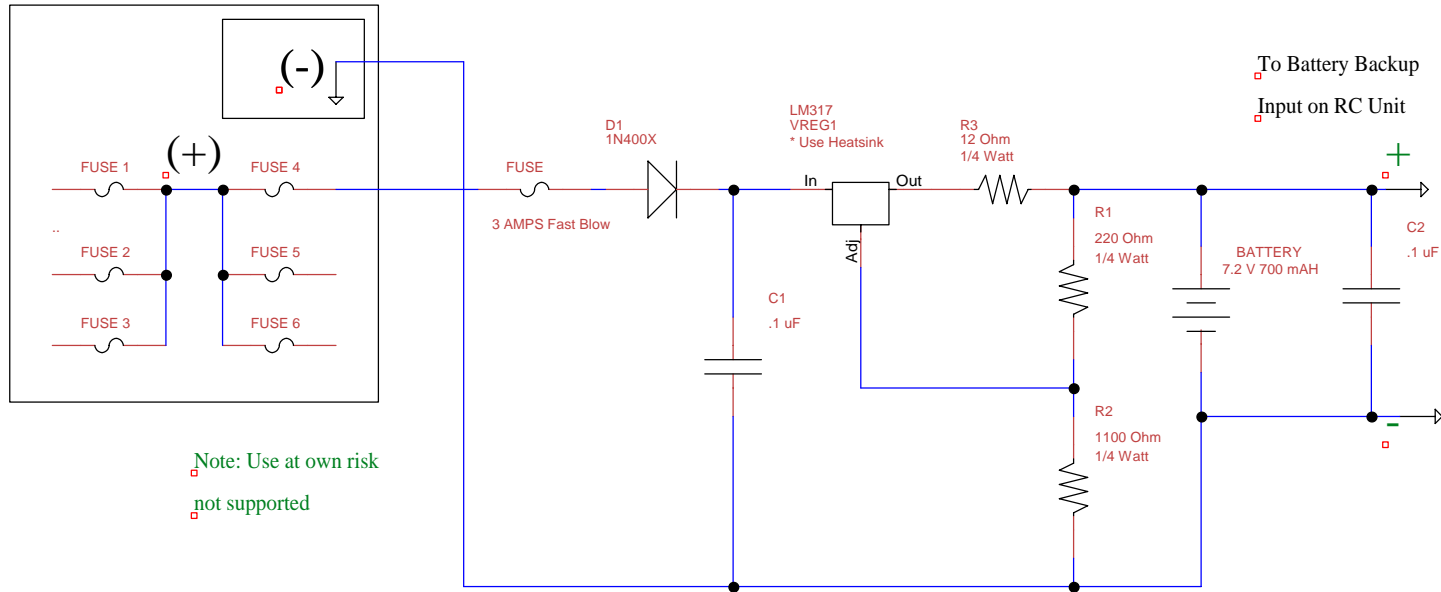 (-)
To Battery Backup
Input on RC Unit
LM317
VREG1
* Use Heatsink
D1
1N400X
R3
12 Ohm
1/4 Watt
(+)
FUSE 1
FUSE 4
FUSE
+
In
Out
3 AMPS Fast Blow
R1
220 Ohm
1/4 Watt
C2
.1 uF
..
Adj
FUSE 2
FUSE 5
BATTERY
7.2 V 700 mAH
C1
.1 uF
FUSE 3
FUSE 6
R2
1100 Ohm
1/4 Watt
-
Note: Use at own risk
not supported